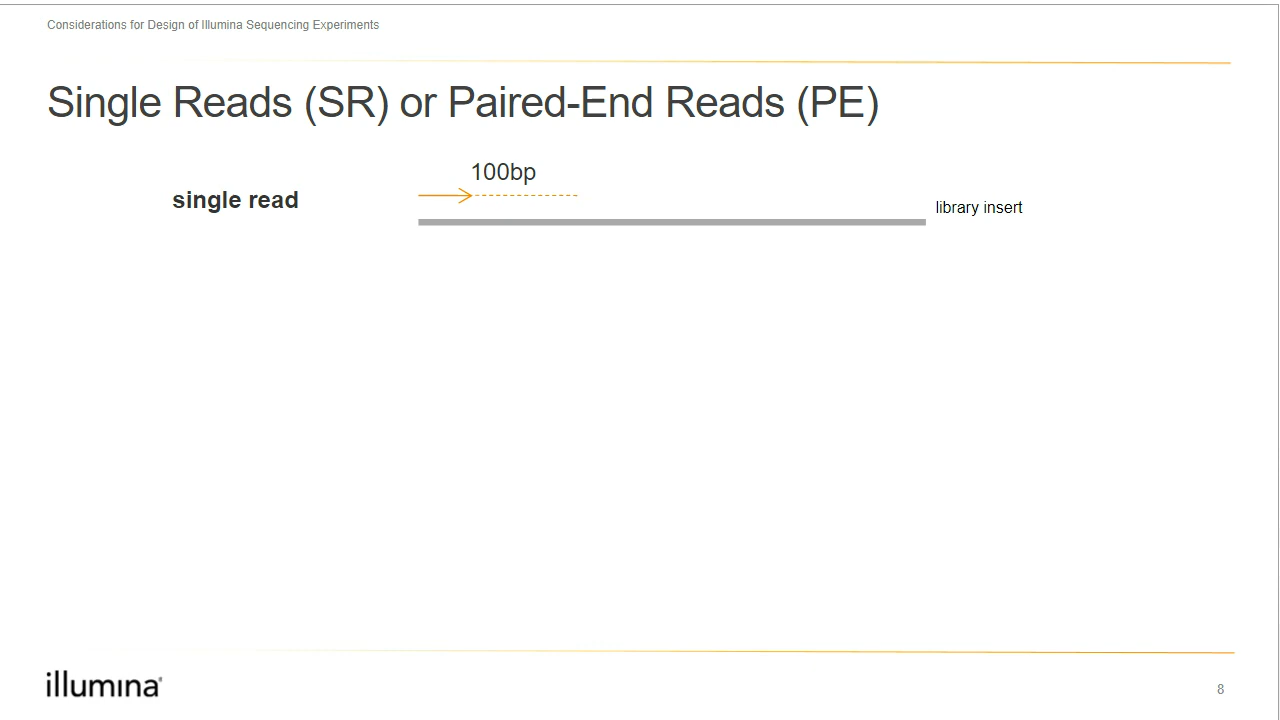 Considerations for Design of Illumina Sequencing Experiments
Single Reads (SR) or Paired-End Reads (PE)
100bp
single read
library insert
illumina®
8